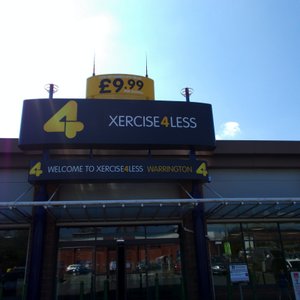 £9.99
4 XERCISE4LESS
4 WELCOME TO XERCISE4LESS WARRINGTON 4